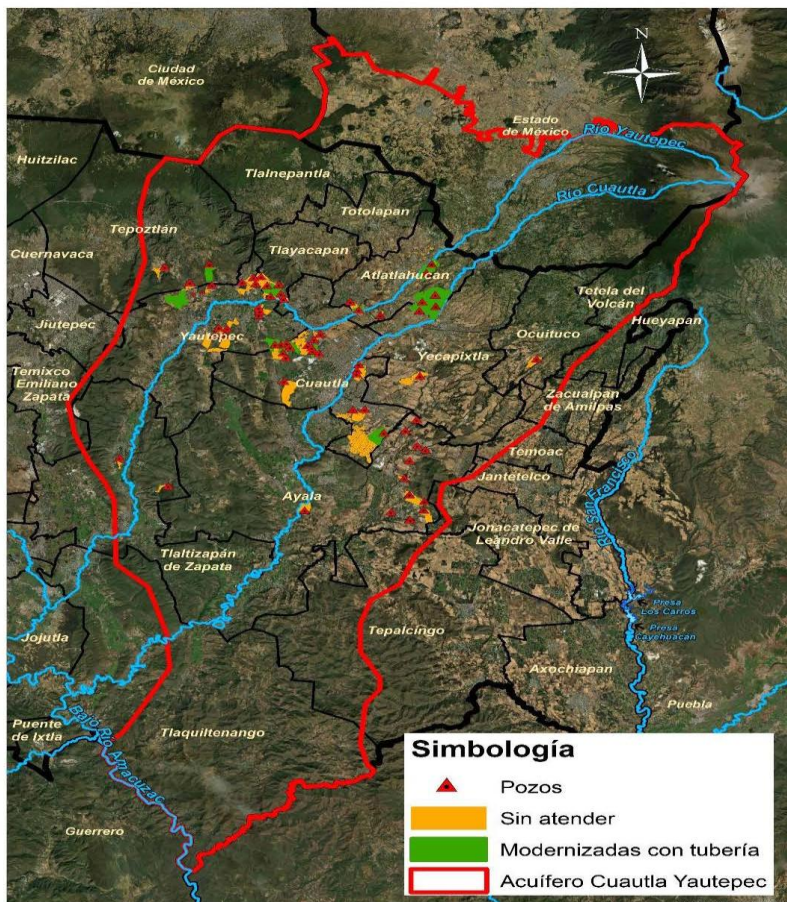 N
Ciudad
de México
Estado
de México
Río Yautepec
Huitzilac
Tlalnepantla
Río Cuautla
Totolapan
Tepoztlán
Tlayacapan
Cuernavaca
Atlatlahucan
Tetela del
Volcán
Hueyapan
Jiutepec
Yautepec
Ocuituco
Yecapixtla
Temixco
Emiliano
Zapata
Cuautla
Zacualpan
de Amilpas
Temoac
Jantetelco
Río San Francisco
Ayala
Jonacatepec de
Leandro Valle
Tlaltizapán
de Zapata
Presa
Los Carros
Presa
Cayehuacán
Jojutla
Tepalcingo
Axochiapan
Puebla
Puente
de Ixtla
Bajo Río Amacuzac
Tlaquiltenango
Guerrero
Simbología
Pozos
Sin atender
Modernizadas con tubería
Acuífero Cuautla Yautepec